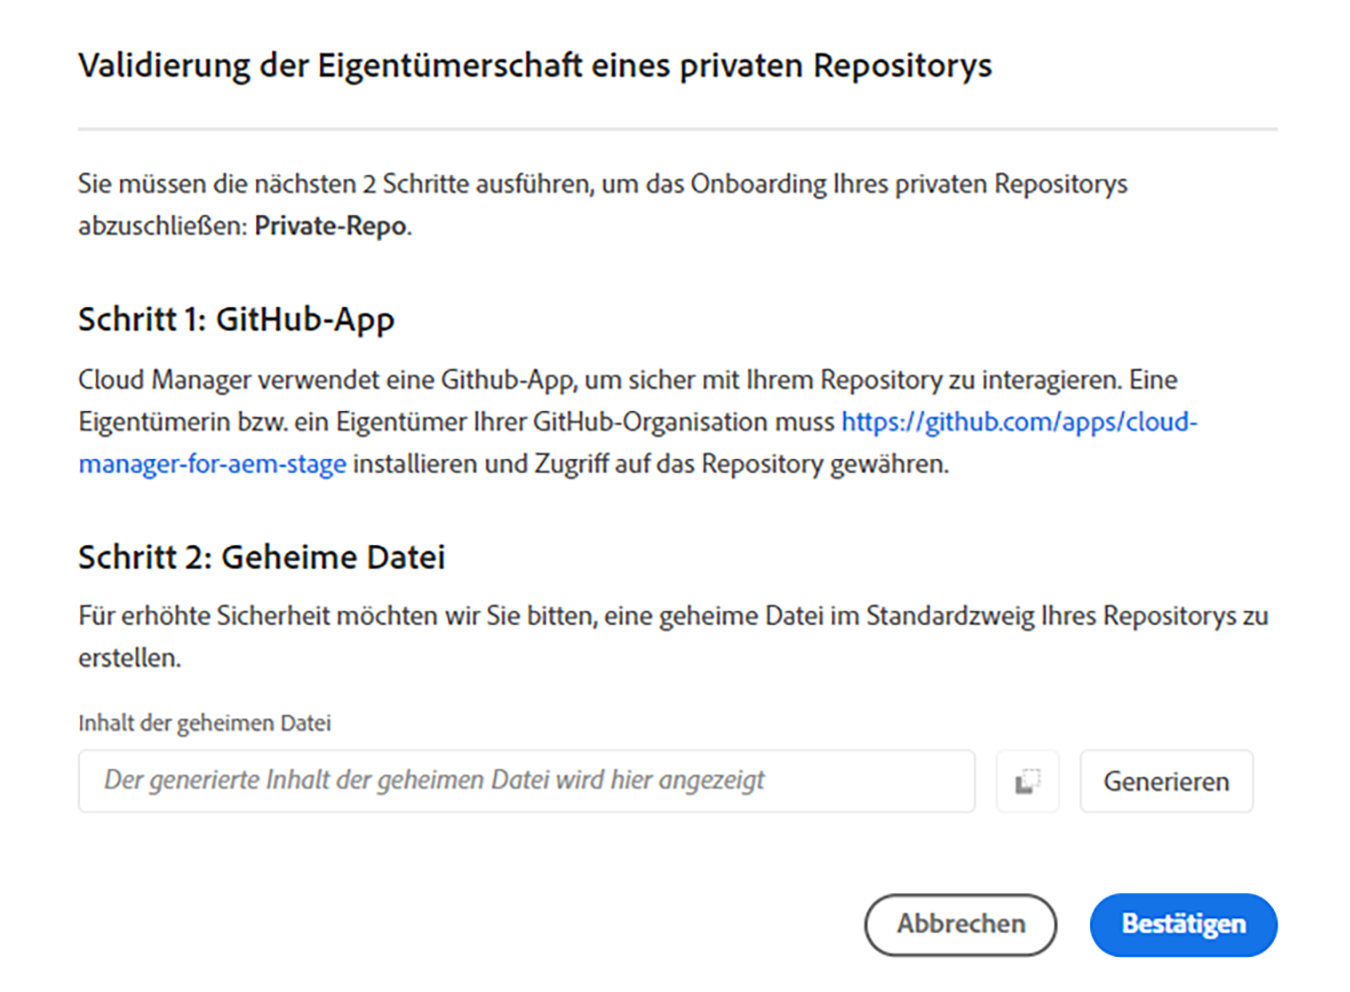 Validierung der Eigentümerschaft eines privaten Repositorys
Sie müssen die nächsten 2 Schritte ausführen, um das Onboarding Ihres privaten Repositorys
abzuschließen: Private-Repo.
Schritt 1: GitHub-App
Cloud Manager verwendet eine Github-App, um sicher mit Ihrem Repository zu interagieren. Eine
Eigentümerin bzw. ein Eigentümer Ihrer GitHub-Organisation muss https://github.com/apps/cloud-
manager-for-aem-stage installieren und Zugriff auf das Repository gewähren.
Schritt 2: Geheime Datei
Für erhöhte Sicherheit möchten wir Sie bitten, eine geheime Datei im Standardzweig Ihres Repositorys zu
erstellen.
Inhalt der geheimen Datei
Der generierte Inhalt der geheimen Datei wird hier angezeigt
Generieren
Abbrechen
Bestätigen